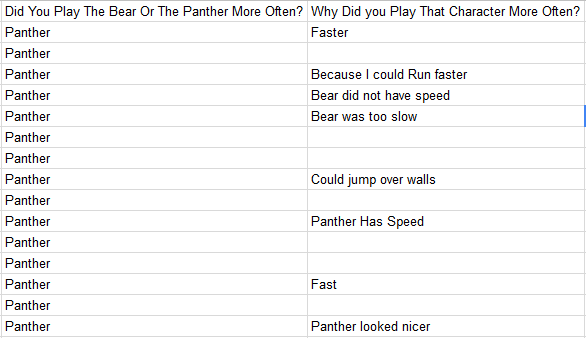 Did You Play The Bear Or The Panther More Often? Why Did you Play That Character More Often?
Panther Faster
Panther
Panther Because I could Run faster
Panther Bear did not have speed
Panther Bear was too slow
Panther
Panther
Panther Could jump over walls
Panther
Panther Panther Has Speed
Panther
Panther
Panther Fast
Panther
Panther Panther looked nicer